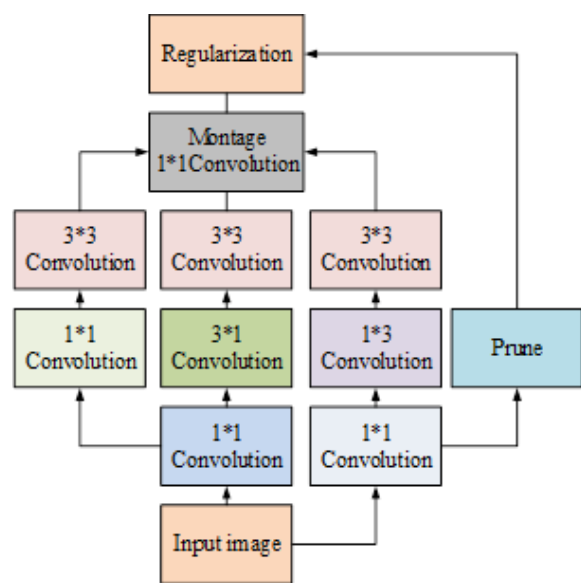 Regularization
Montage
1*1Convolution
3*3
Convolution
3*3
Convolution
3*3
Convolution
1*1
Convolution
3*1
Convolution
1*3
Convolution
Prune
1*1
Convolution
1*1
Convolution
Input image